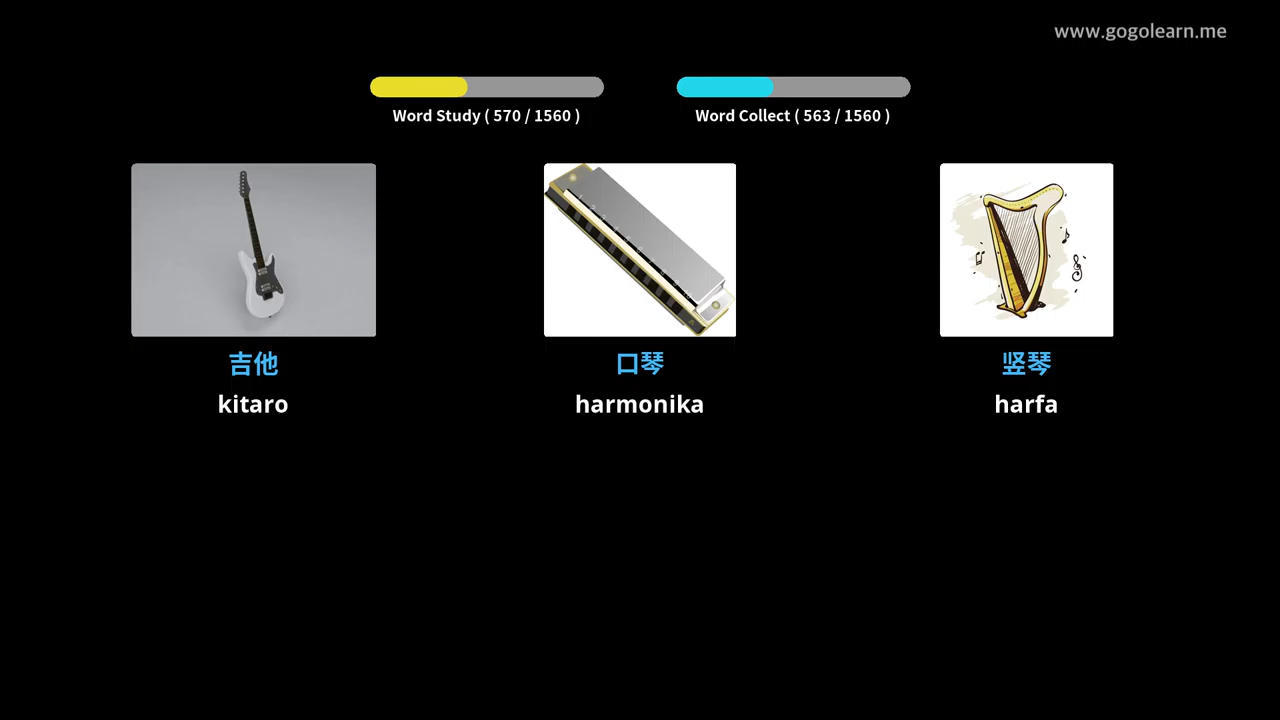 www.gogolearn.me
Word Study ( 570 / 1560 )
Word Collect ( 563 / 1560 )
吉他
kitaro
口琴
harmonika
竖琴
harfa